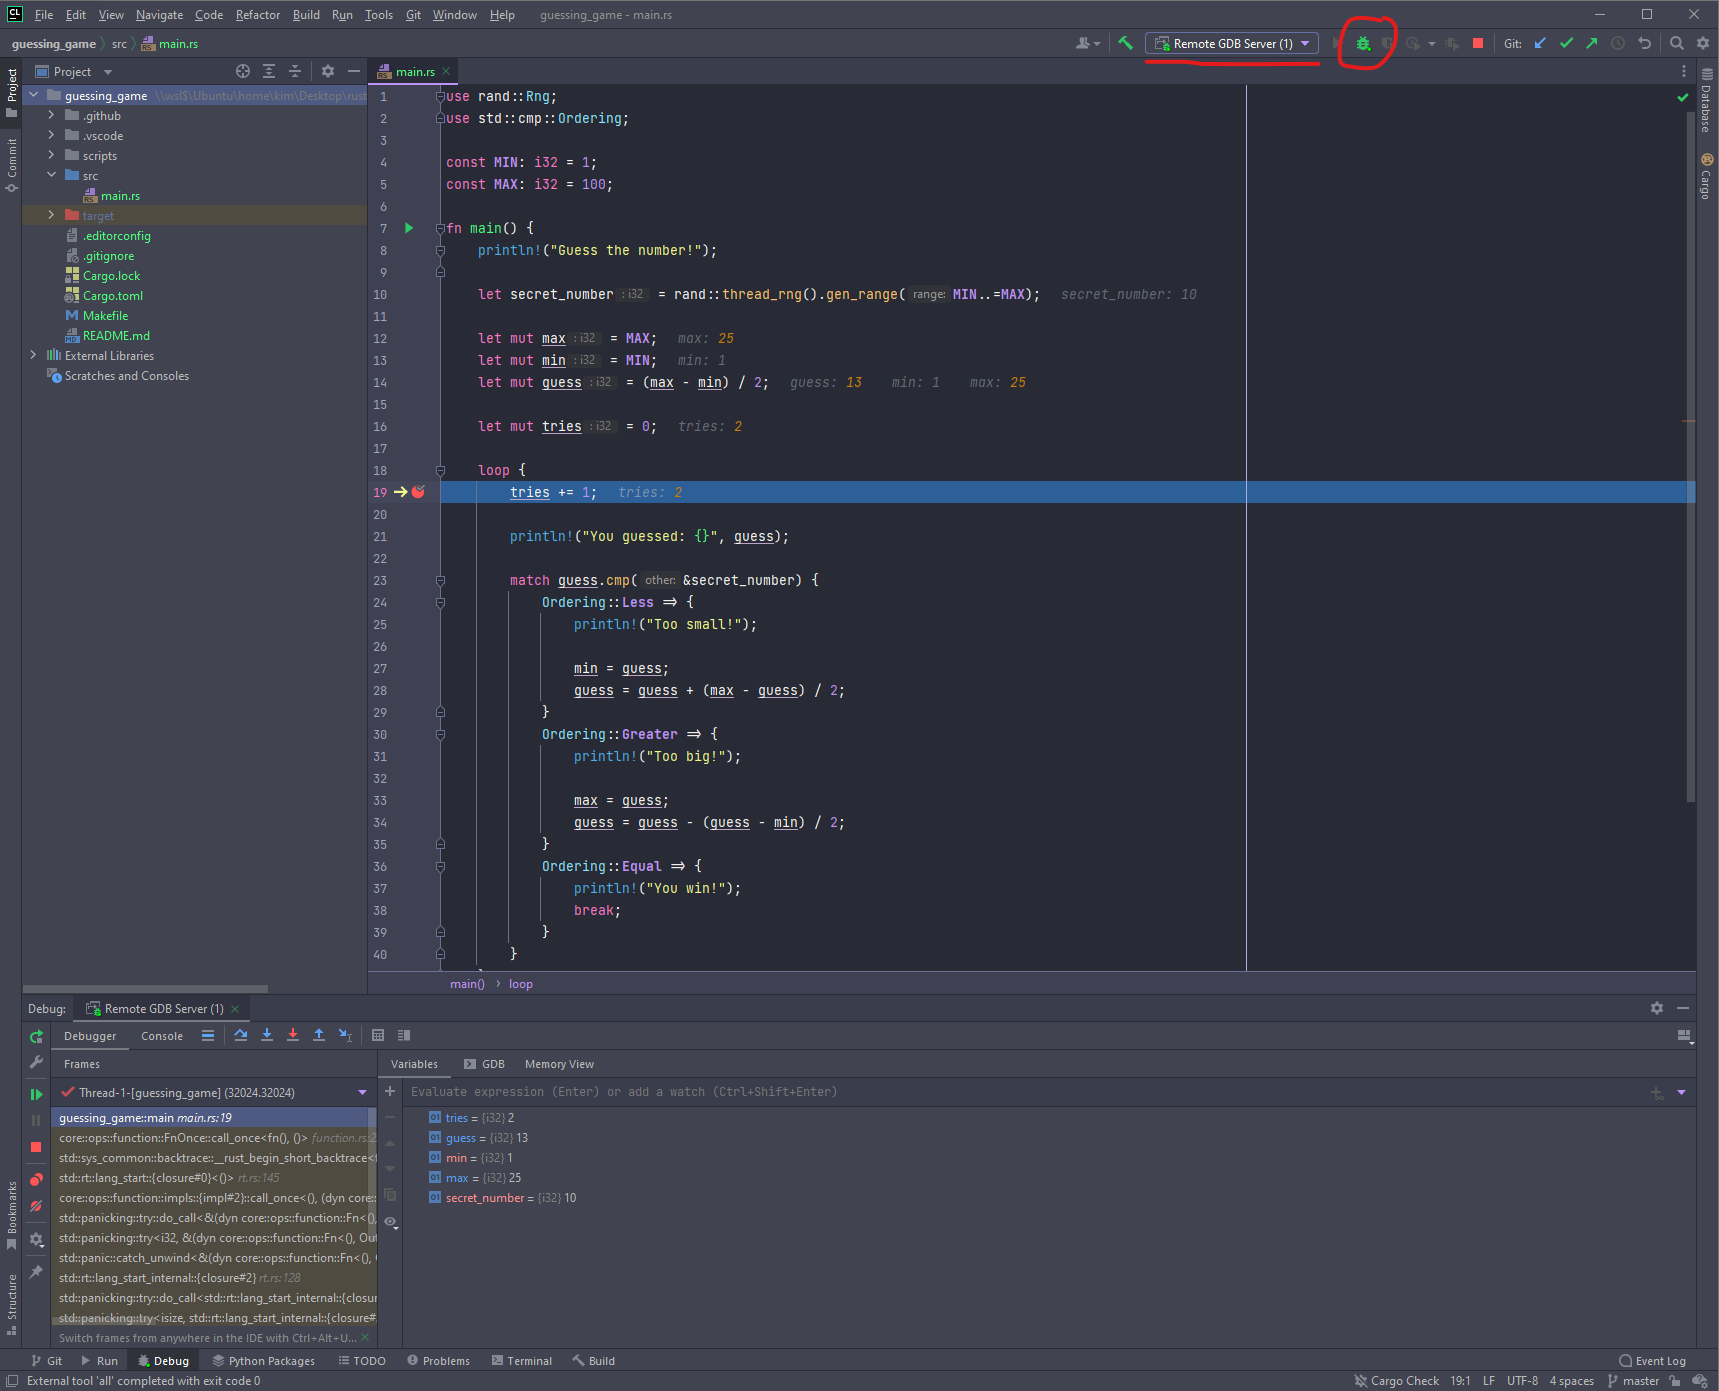 CL File Edit View Navigate Code Refactor Build Run Tools Git Window Help guessing_game - main.rs
guessing_game src main.rs Remote GDB Server (1) Git:
Project
main.rs
guessing_game \\wsl$\Ubuntu\home\kim\Desktop\rust
.github
.vscode
scripts
src
main.rs
target
.editorconfig
.gitignore
Cargo.lock
Cargo.toml
Makefile
README.md
External Libraries
Scratches and Consoles
Project
Commit
Bookmarks
Structure
Database
Cargo
1 use rand::Rng;
2 use std::cmp::Ordering;
3
4 const MIN: i32 = 1;
5 const MAX: i32 = 100;
6
7 fn main() {
8 println!("Guess the number!");
9
10 let secret_number : i32 = rand::thread_rng().gen_range( range: MIN..=MAX); secret_number: 10
11
12 let mut max : i32 = MAX; max: 25
13 let mut min : i32 = MIN; min: 1
14 let mut guess : i32 = (max - min) / 2; guess: 13 min: 1 max: 25
15
16 let mut tries : i32 = 0; tries: 2
17
18 loop {
19 tries += 1; tries: 2
20
21 println!("You guessed: {}", guess);
22
23 match guess.cmp( other: &secret_number) {
24 Ordering::Less => {
25 println!("Too small!");
26
27 min = guess;
28 guess = guess + (max - guess) / 2;
29 }
30 Ordering::Greater => {
31 println!("Too big!");
32
33 max = guess;
34 guess = guess - (guess - min) / 2;
35 }
36 Ordering::Equal => {
37 println!("You win!");
38 break;
39 }
40 }
main() › loop
Debug: Remote GDB Server (1)
Debugger Console
Frames
Thread-1-[guessing_game] (32024.32024)
guessing_game::main main.rs:19
core::ops::function::FnOnce::call_once<fn(), ()> function.rs:2
std::sys_common::backtrace::__rust_begin_short_backtrace<f
std::rt::lang_start::{closure#0}<()> rt.rs:145
core::ops::function::impls::{impl#2}::call_once<(), (dyn core::
std::panicking::try::do_call<&(dyn core::ops::function::Fn<(),
std::panicking::try<i32, &(dyn core::ops::function::Fn<(), Out
std::panic::catch_unwind<&(dyn core::ops::function::Fn<(), (
std::rt::lang_start_internal::{closure#2} rt.rs:128
std::panicking::try::do_call<std::rt::lang_start_internal::{closur
std::panicking::try<isize, std::rt::lang_start_internal::{closure#
Switch frames from anywhere in the IDE with Ctrl+Alt+U...
Variables GDB Memory View
Evaluate expression (Enter) or add a watch (Ctrl+Shift+Enter)
tries = {i32} 2
guess = {i32} 13
min = {i32} 1
max = {i32} 25
secret_number = {i32} 10
Git Run Debug Python Packages TODO Problems Terminal Build Event Log
External tool 'all' completed with exit code 0 Cargo Check 19:1 LF UTF-8 4 spaces master